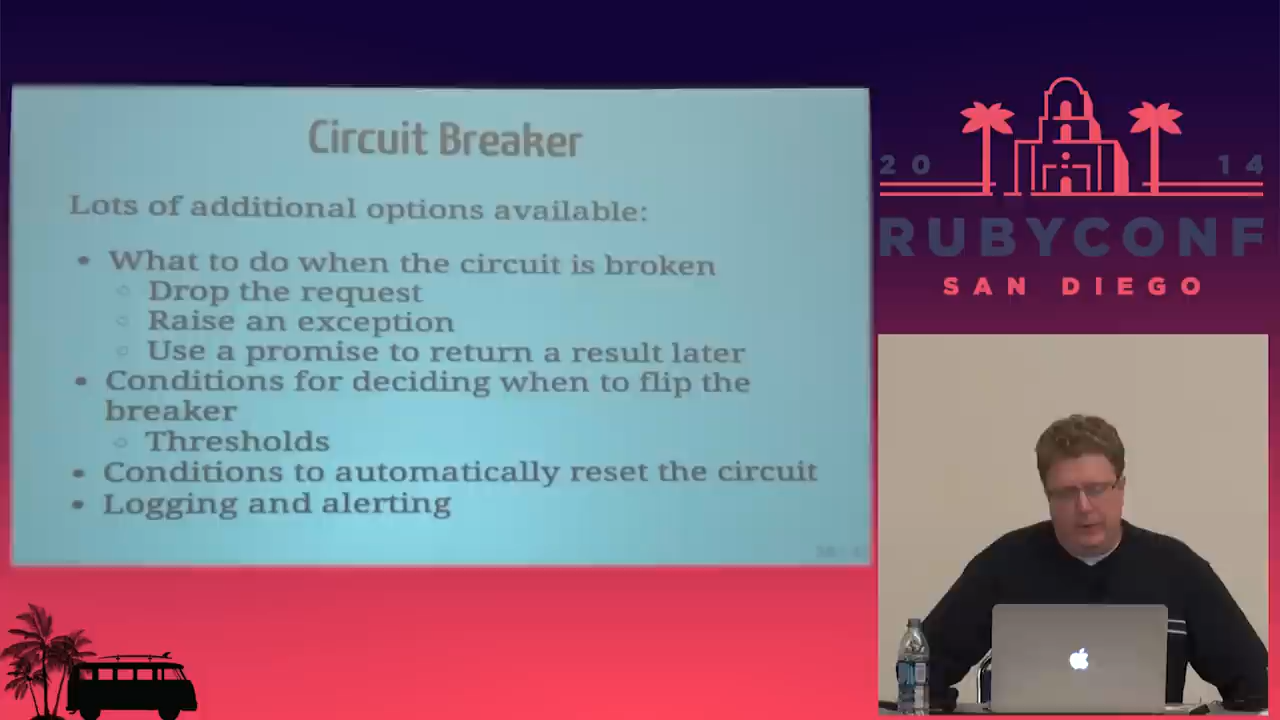 Circuit Breaker
Lots of additional options available:
• What to do when the circuit is broken
○ Drop the request
○ Raise an exception
○ Use a promise to return a result later
• Conditions for deciding when to flip the
breaker
○ Thresholds
• Conditions to automatically reset the circuit
• Logging and alerting
20 14
RUBYCONF
SAN DIEGO